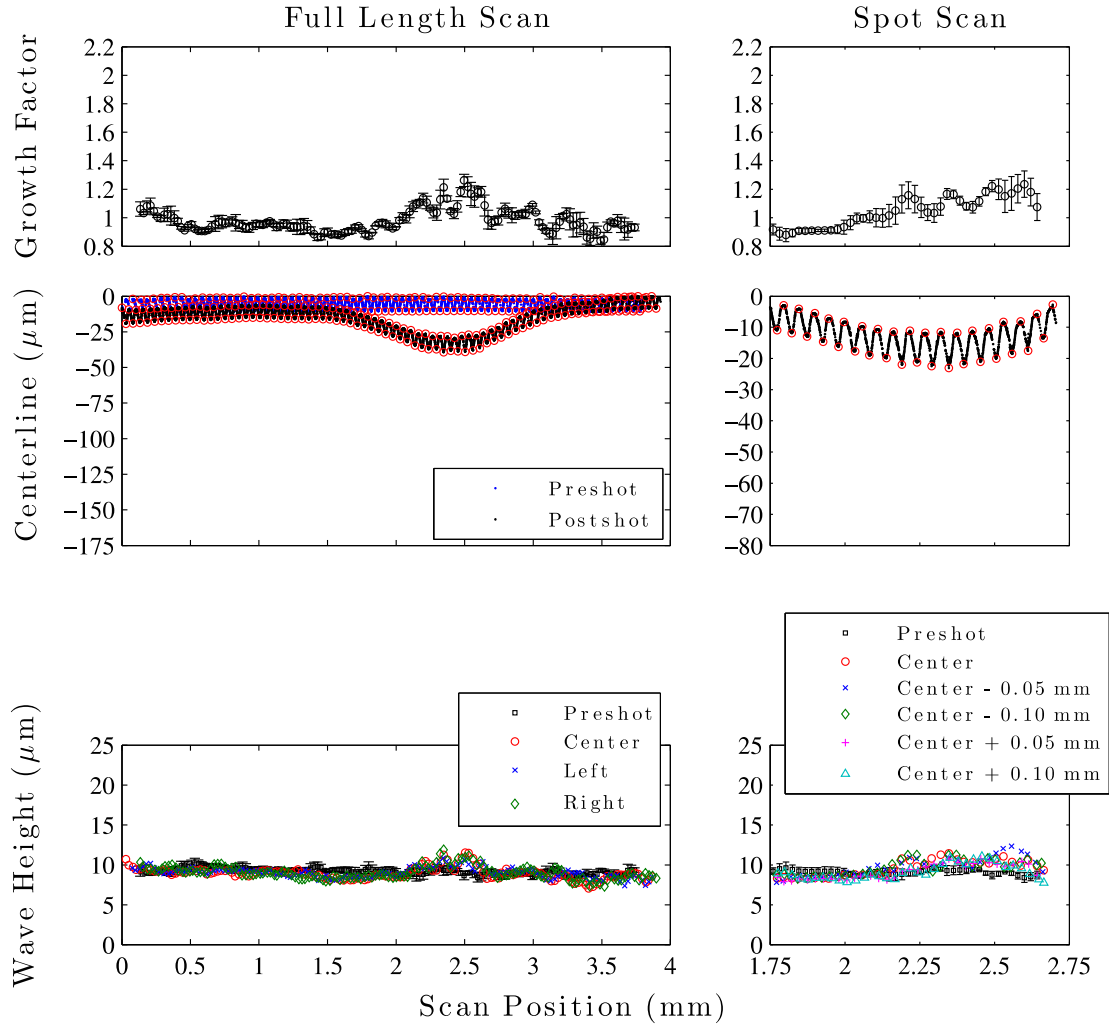 Full Length Scan
Spot Scan
Growth Factor
2.2
2
1.8
1.6
1.4
1.2
1
0.8
2.2
2
1.8
1.6
1.4
1.2
1
0.8
Centerline (μm)
0
−25
−50
−75
−100
−125
−150
−175
Preshot
Postshot
0
−10
−20
−30
−40
−50
−60
−70
−80
Wave Height (μm)
25
20
15
10
5
0
Preshot
Center
Left
Right
0 0.5 1 1.5 2 2.5 3 3.5 4
25
20
15
10
5
0
Preshot
Center
Center - 0.05 mm
Center - 0.10 mm
Center + 0.05 mm
Center + 0.10 mm
1.75 2 2.25 2.5 2.75
Scan Position (mm)